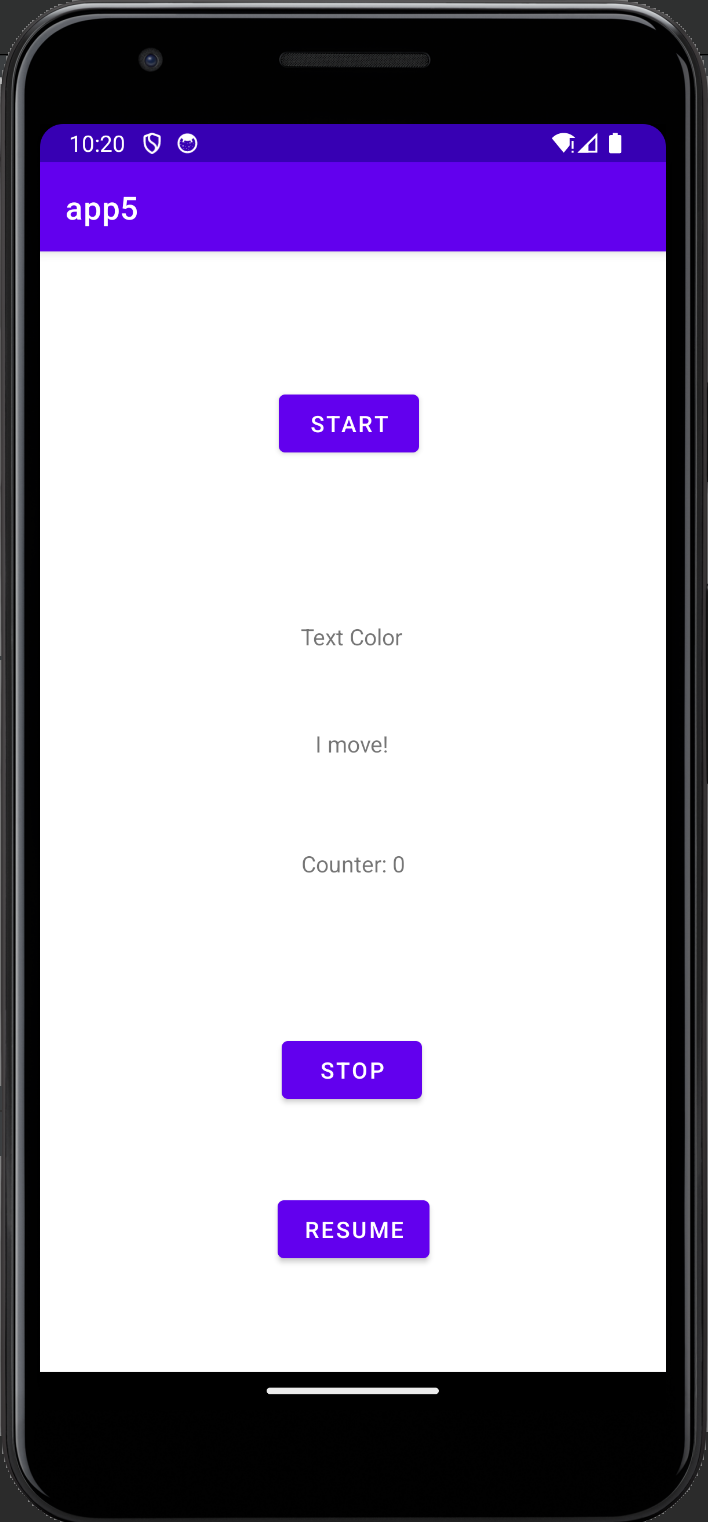 10:20
app5
START
Text Color
I move!
Counter: 0
STOP
RESUME